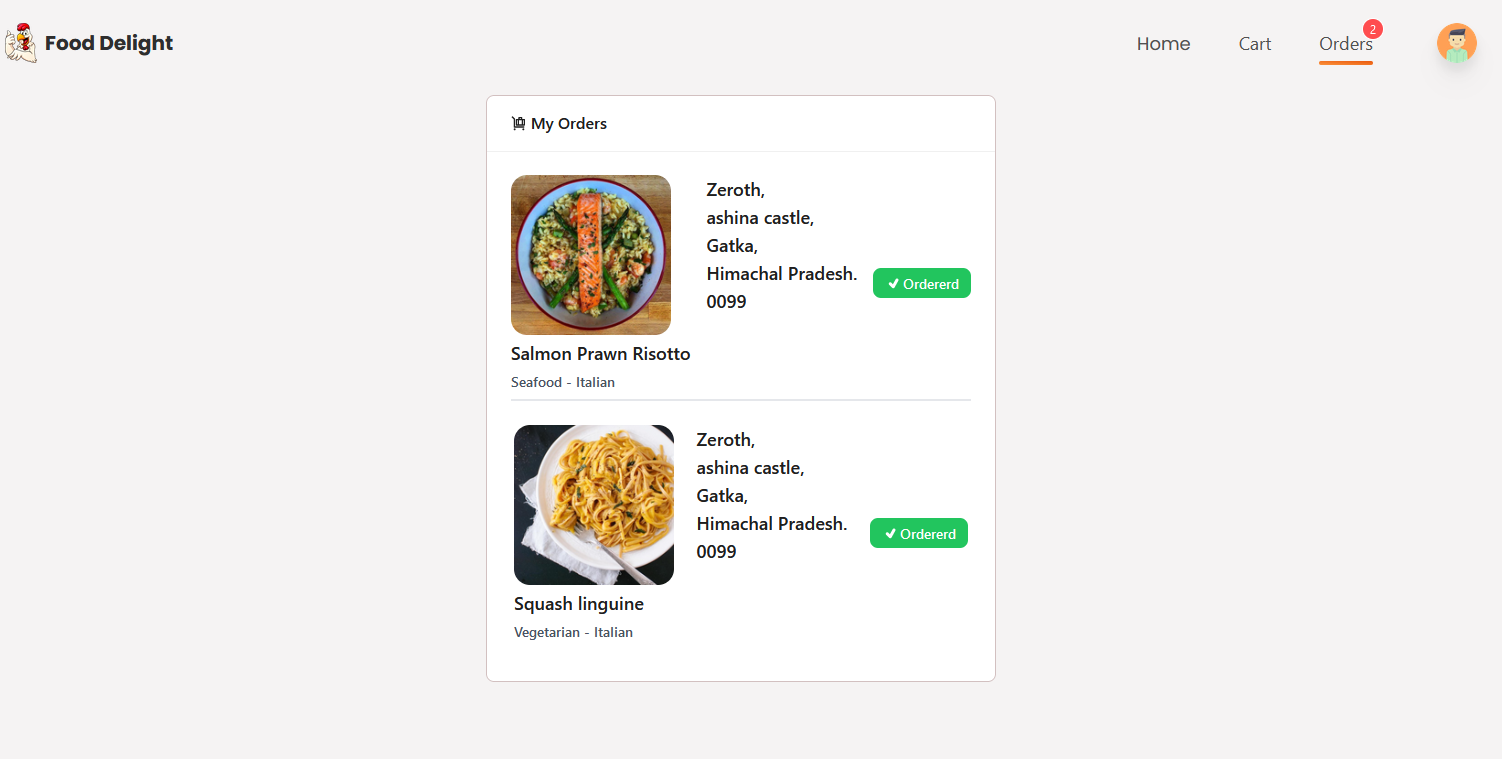 Food Delight
Home
Cart
Orders
2
My Orders
Zeroth,
ashina castle,
Gatka,
Himachal Pradesh.
0099
Ordererd
Salmon Prawn Risotto
Seafood - Italian
Zeroth,
ashina castle,
Gatka,
Himachal Pradesh.
0099
Ordererd
Squash linguine
Vegetarian - Italian